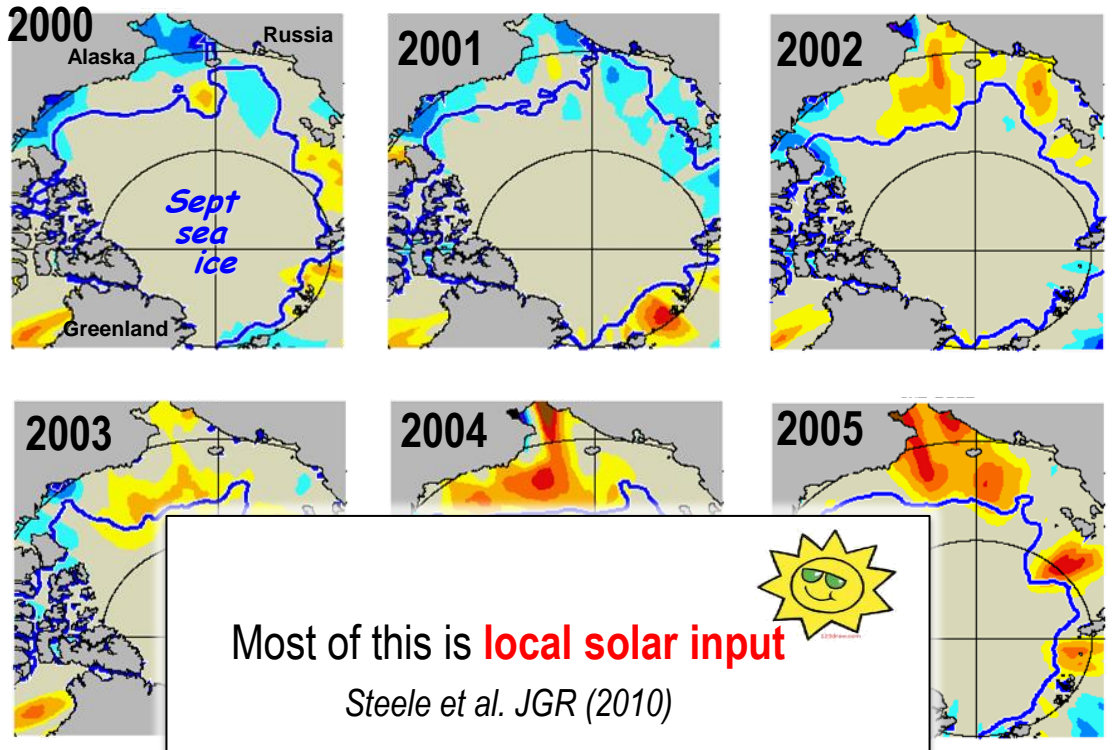 2000
Alaska
Russia
2001
2002
Sept
sea
ice
Greenland
2003
2004
2005
Most of this is local solar input
Steele et al. JGR (2010)